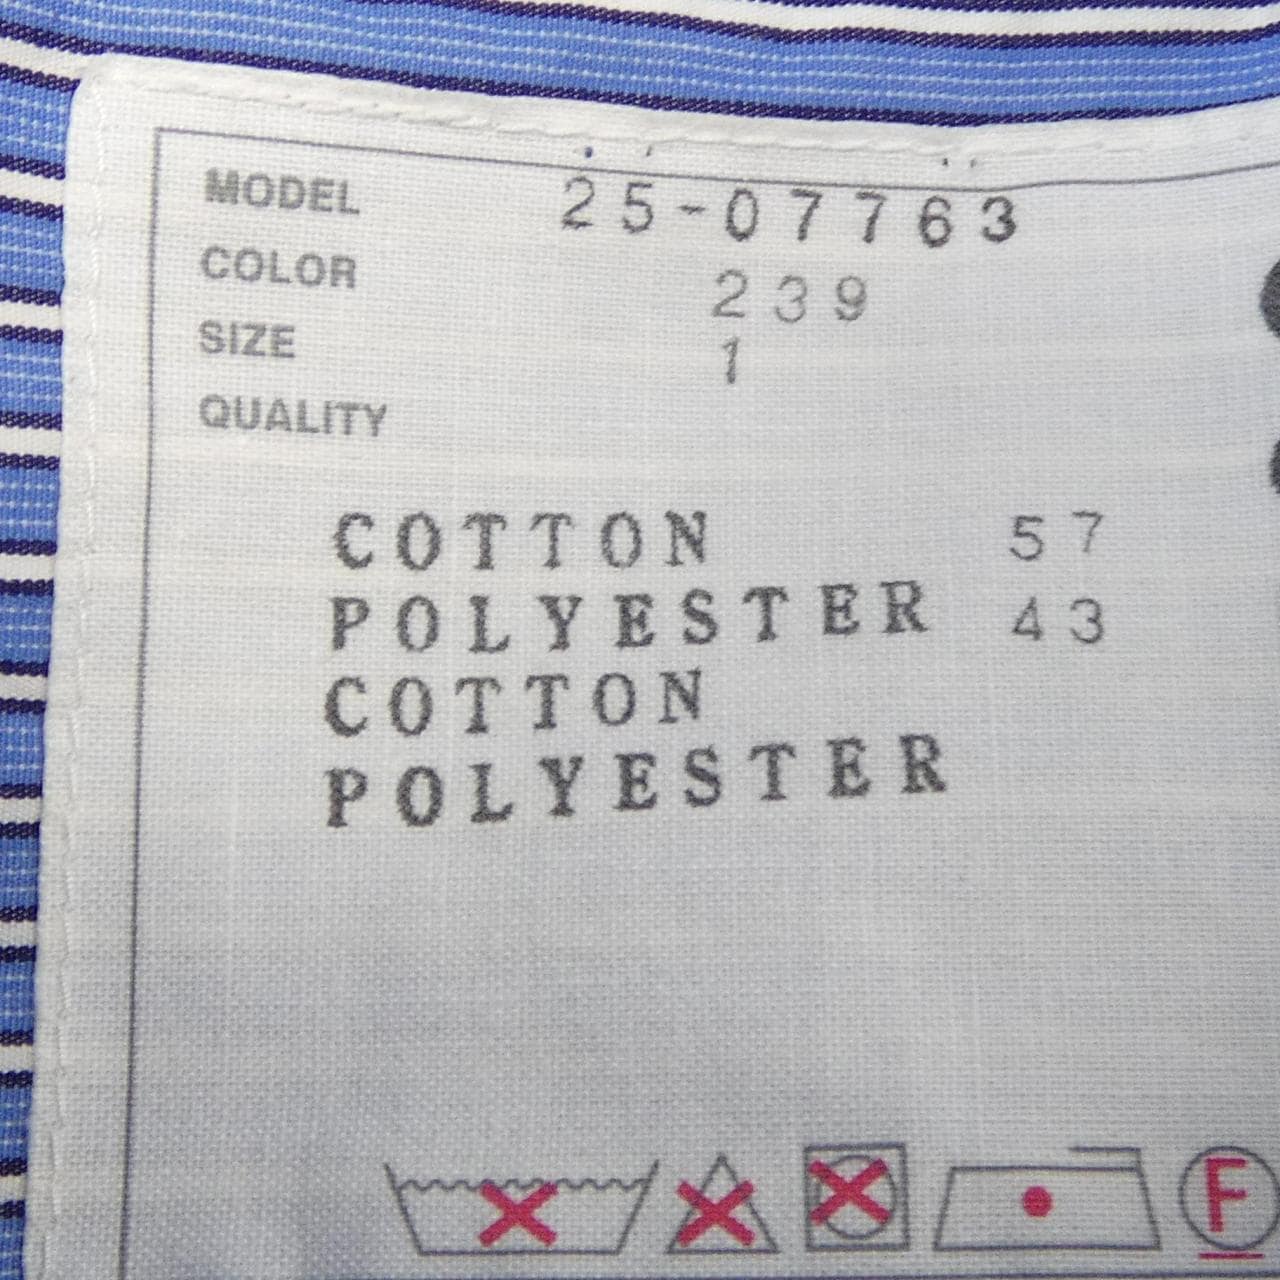 MODEL 25-07763
COLOR 239
SIZE 1
QUALITY
COTTON 57
POLYESTER 43
COTTON
POLYESTER
F